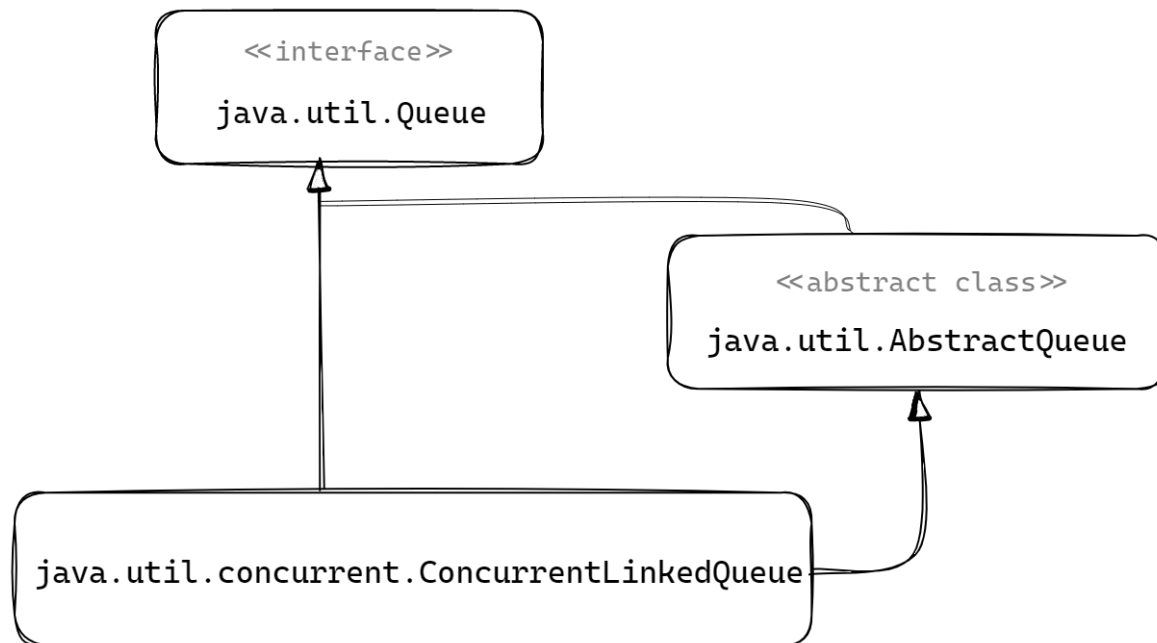 <<interface>>
java.util.Queue
<<abstract class>>
java.util.AbstractQueue
java.util.concurrent.ConcurrentLinkedQueue